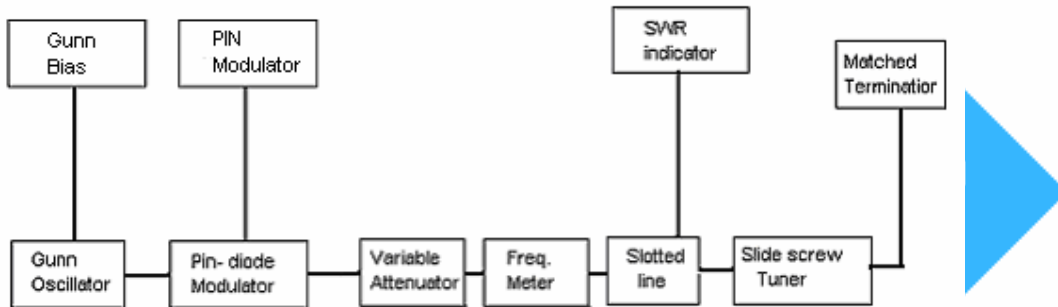 Gunn
Bias
PIN
Modulator
SWR
indicator
Matched
Terminatior
Gunn
Oscillator
Pin- diode
Modulator
Variable
Attenuator
Freq.
Meter
Slotted
line
Slide screw
Tuner